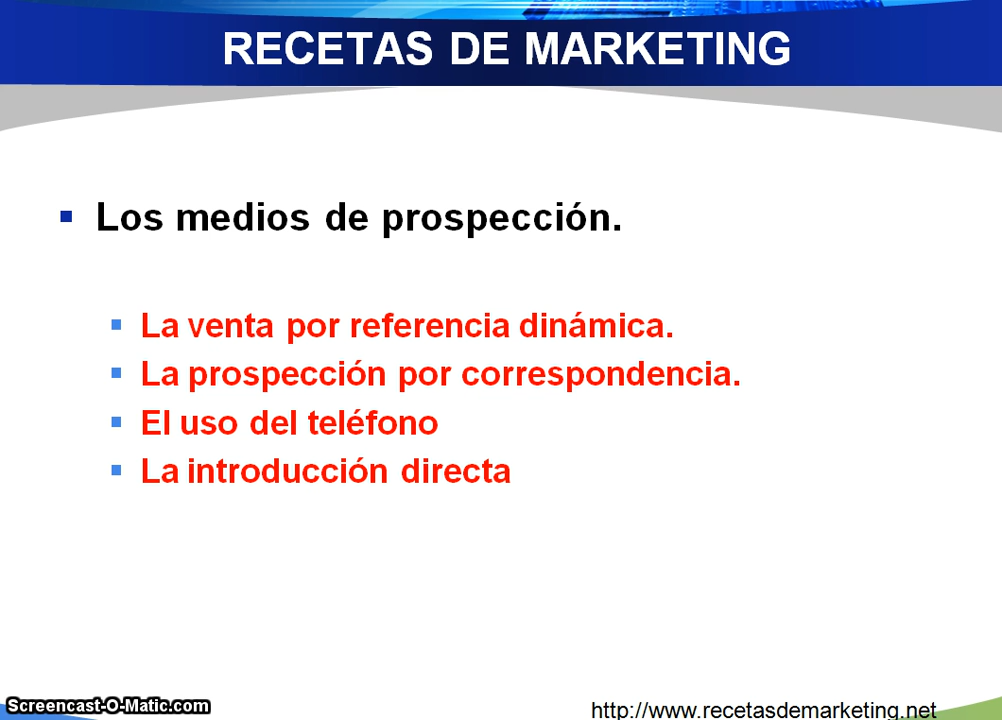 RECETAS DE MARKETING
Los medios de prospección.
La venta por referencia dinámica.
La prospección por correspondencia.
El uso del teléfono
La introducción directa
Screencast-O-Matic.com
http://www.recetasdemarketing.net